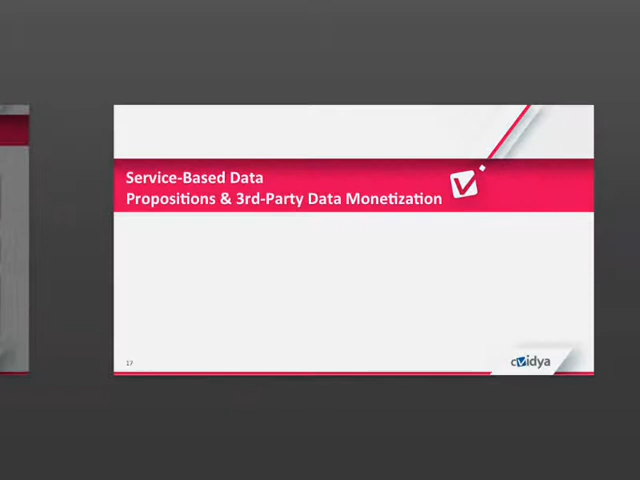 Service-Based Data
Propositions & 3rd-Party Data Monetization
17
cVidya